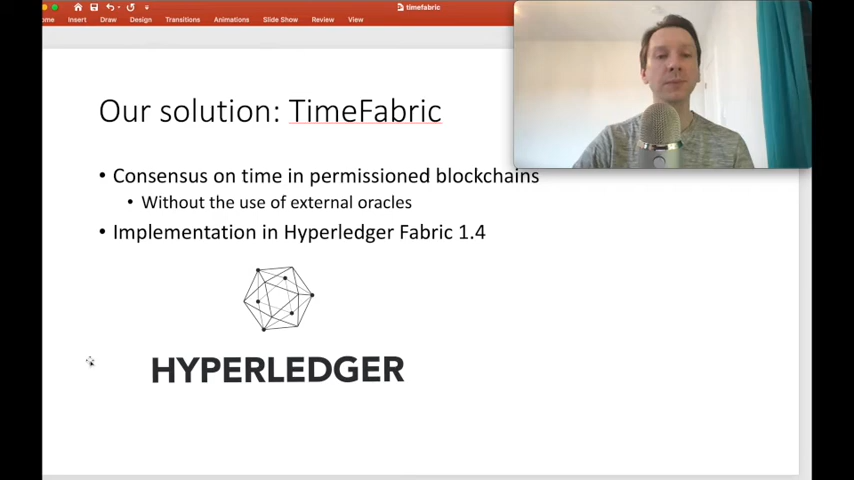 timefabric
ome Insert Draw Design Transitions Animations Slide Show Review View
Our solution: TimeFabric
• Consensus on time in permissioned blockchains
• Without the use of external oracles
• Implementation in Hyperledger Fabric 1.4
HYPERLEDGER